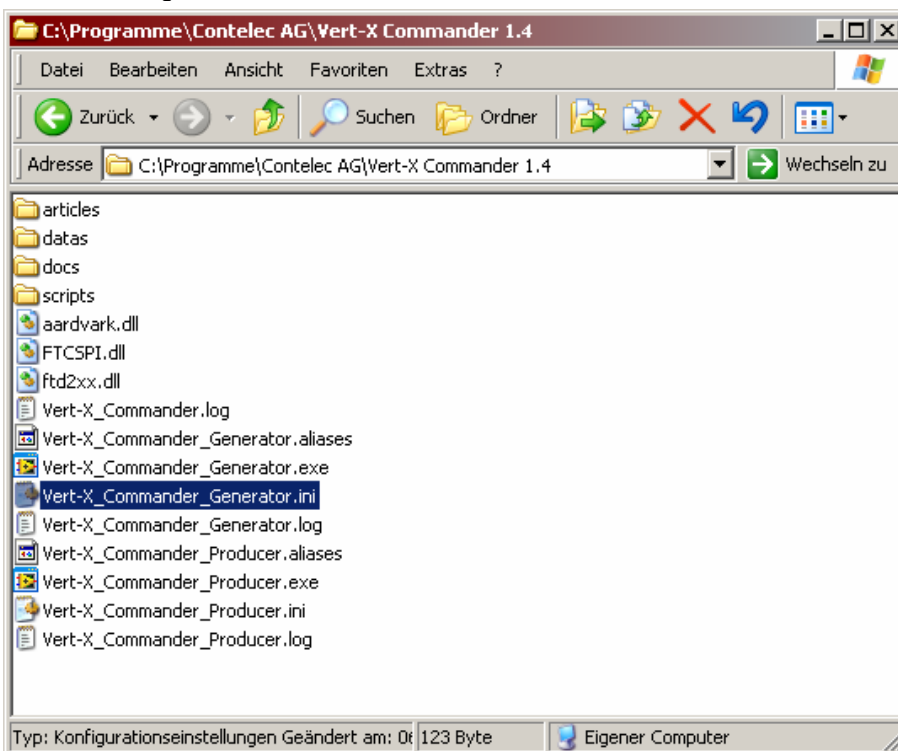 C:\Programme\Contelec AG\Vert-X Commander 1.4
Datei Bearbeiten Ansicht Favoriten Extras ?
Zurück Suchen Ordner
Adresse C:\Programme\Contelec AG\Vert-X Commander 1.4 Wechseln zu
articles
datas
docs
scripts
aardvark.dll
FTCSPI.dll
ftd2xx.dll
Vert-X_Commander.log
Vert-X_Commander_Generator.aliases
Vert-X_Commander_Generator.exe
Vert-X_Commander_Generator.ini
Vert-X_Commander_Generator.log
Vert-X_Commander_Producer.aliases
Vert-X_Commander_Producer.exe
Vert-X_Commander_Producer.ini
Vert-X_Commander_Producer.log
Typ: Konfigurationseinstellungen Geändert am: 123 Byte Eigener Computer